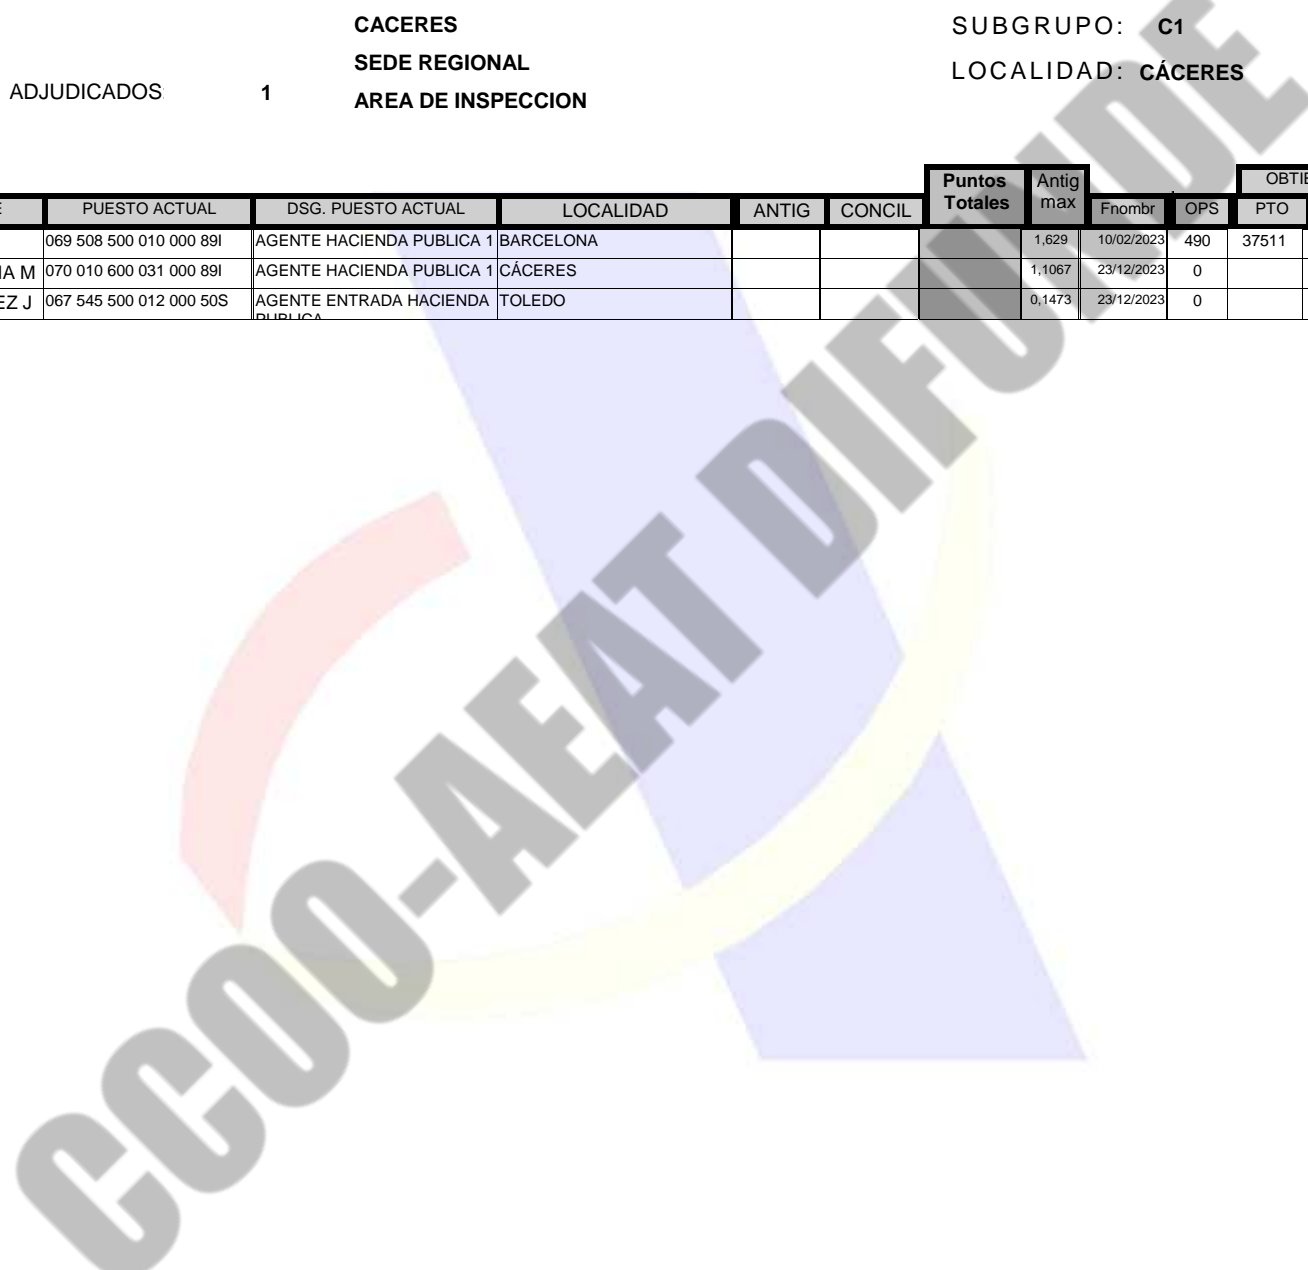 CACERES
SUBGRUPO: C1
SEDE REGIONAL
LOCALIDAD: CÁCERES
ADJUDICADOS: 1
AREA DE INSPECCION
Puntos Totales Antig max
PUESTO ACTUAL DSG. PUESTO ACTUAL LOCALIDAD ANTIG CONCIL Fnombr OPS PTO
069 508 500 010 000 89I AGENTE HACIENDA PUBLICA 1 BARCELONA 1,629 10/02/2023 490 37511
IA M 070 010 600 031 000 89I AGENTE HACIENDA PUBLICA 1 CÁCERES 1,1067 23/12/2023 0
EZ J 067 545 500 012 000 50S AGENTE ENTRADA HACIENDA TOLEDO 0,1473 23/12/2023 0
PUBLICA
CCOO-AEAT DIFUNDE